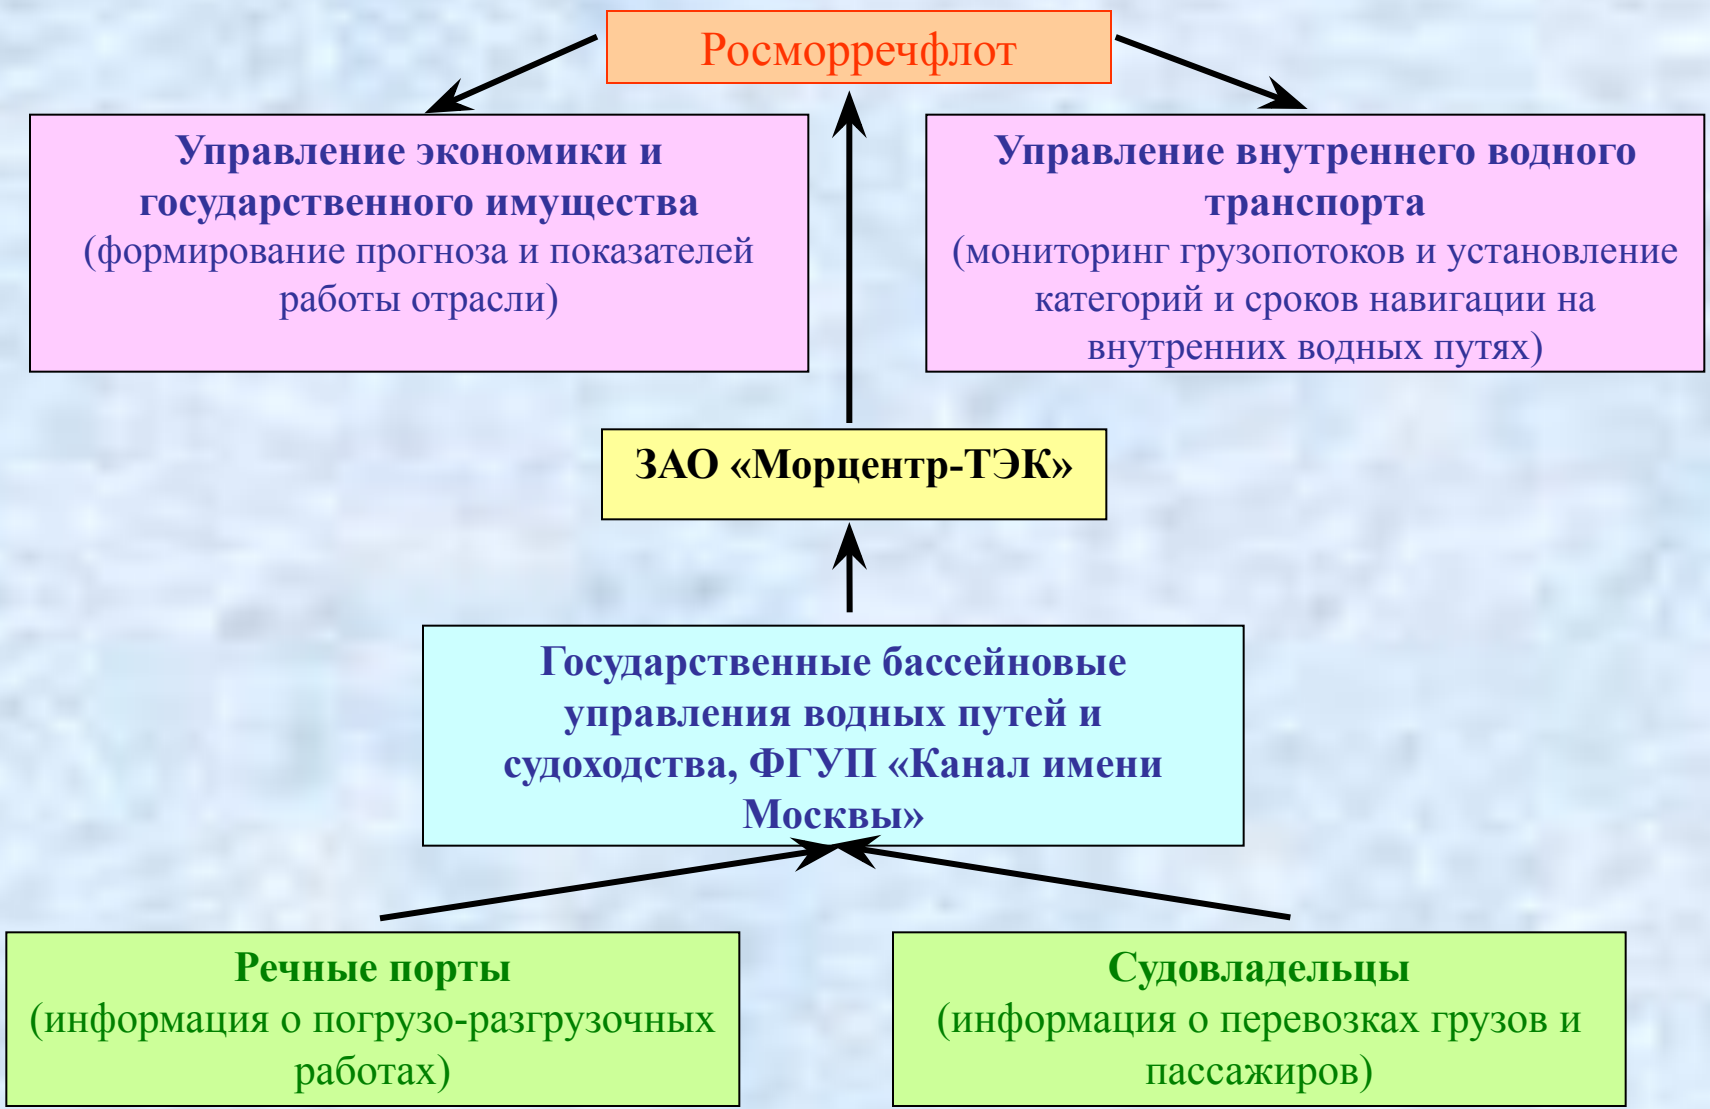 Росморречфлот
Управление экономики и
государственного имущества
(формирование прогноза и показателей
работы отрасли)
Управление внутреннего водного
транспорта
(мониторинг грузопотоков и установление
категорий и сроков навигации на
внутренних водных путях)
ЗАО «Морцентр-ТЭК»
Государственные бассейновые
управления водных путей и
судоходства, ФГУП «Канал имени
Москвы»
Речные порты
(информация о погрузо-разгрузочных
работах)
Судовладельцы
(информация о перевозках грузов и
пассажиров)